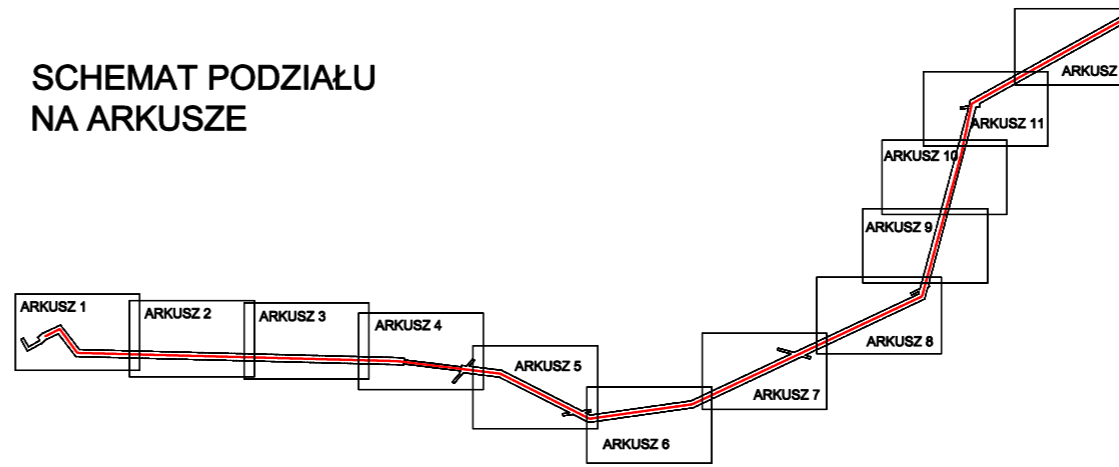 SCHEMAT PODZIAŁU
NA ARKUSZE
ARKUSZ 1
ARKUSZ 2
ARKUSZ 3
ARKUSZ 4
ARKUSZ 5
ARKUSZ 6
ARKUSZ 7
ARKUSZ 8
ARKUSZ 9
ARKUSZ 10
ARKUSZ 11
ARKUSZ